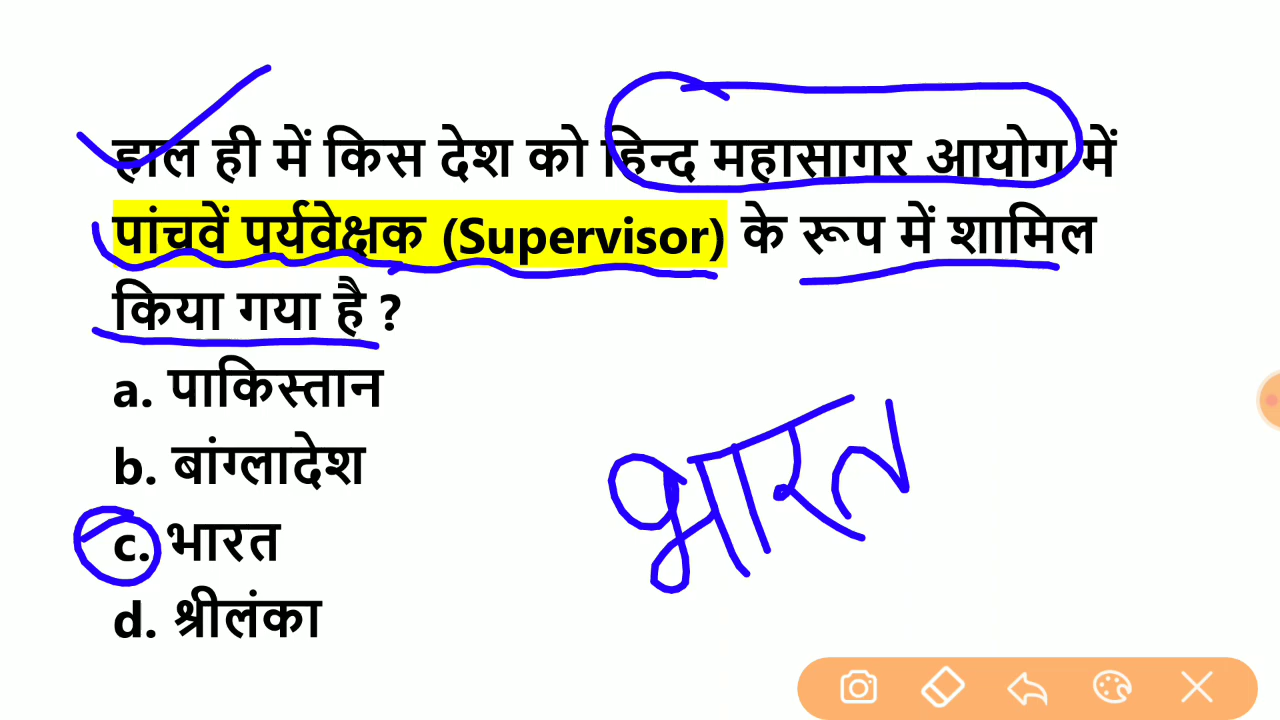 हाल ही में किस देश को हिन्द महासागर आयोग में
पांचवें पर्यवेक्षक (Supervisor) के रूप में शामिल
किया गया है ?
a. पाकिस्तान
b. बांग्लादेश
c. भारत
d. श्रीलंका
भारत